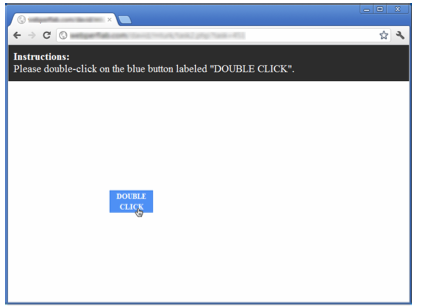 Instructions:
Please double-click on the blue button labeled "DOUBLE CLICK".
DOUBLE
CLICK